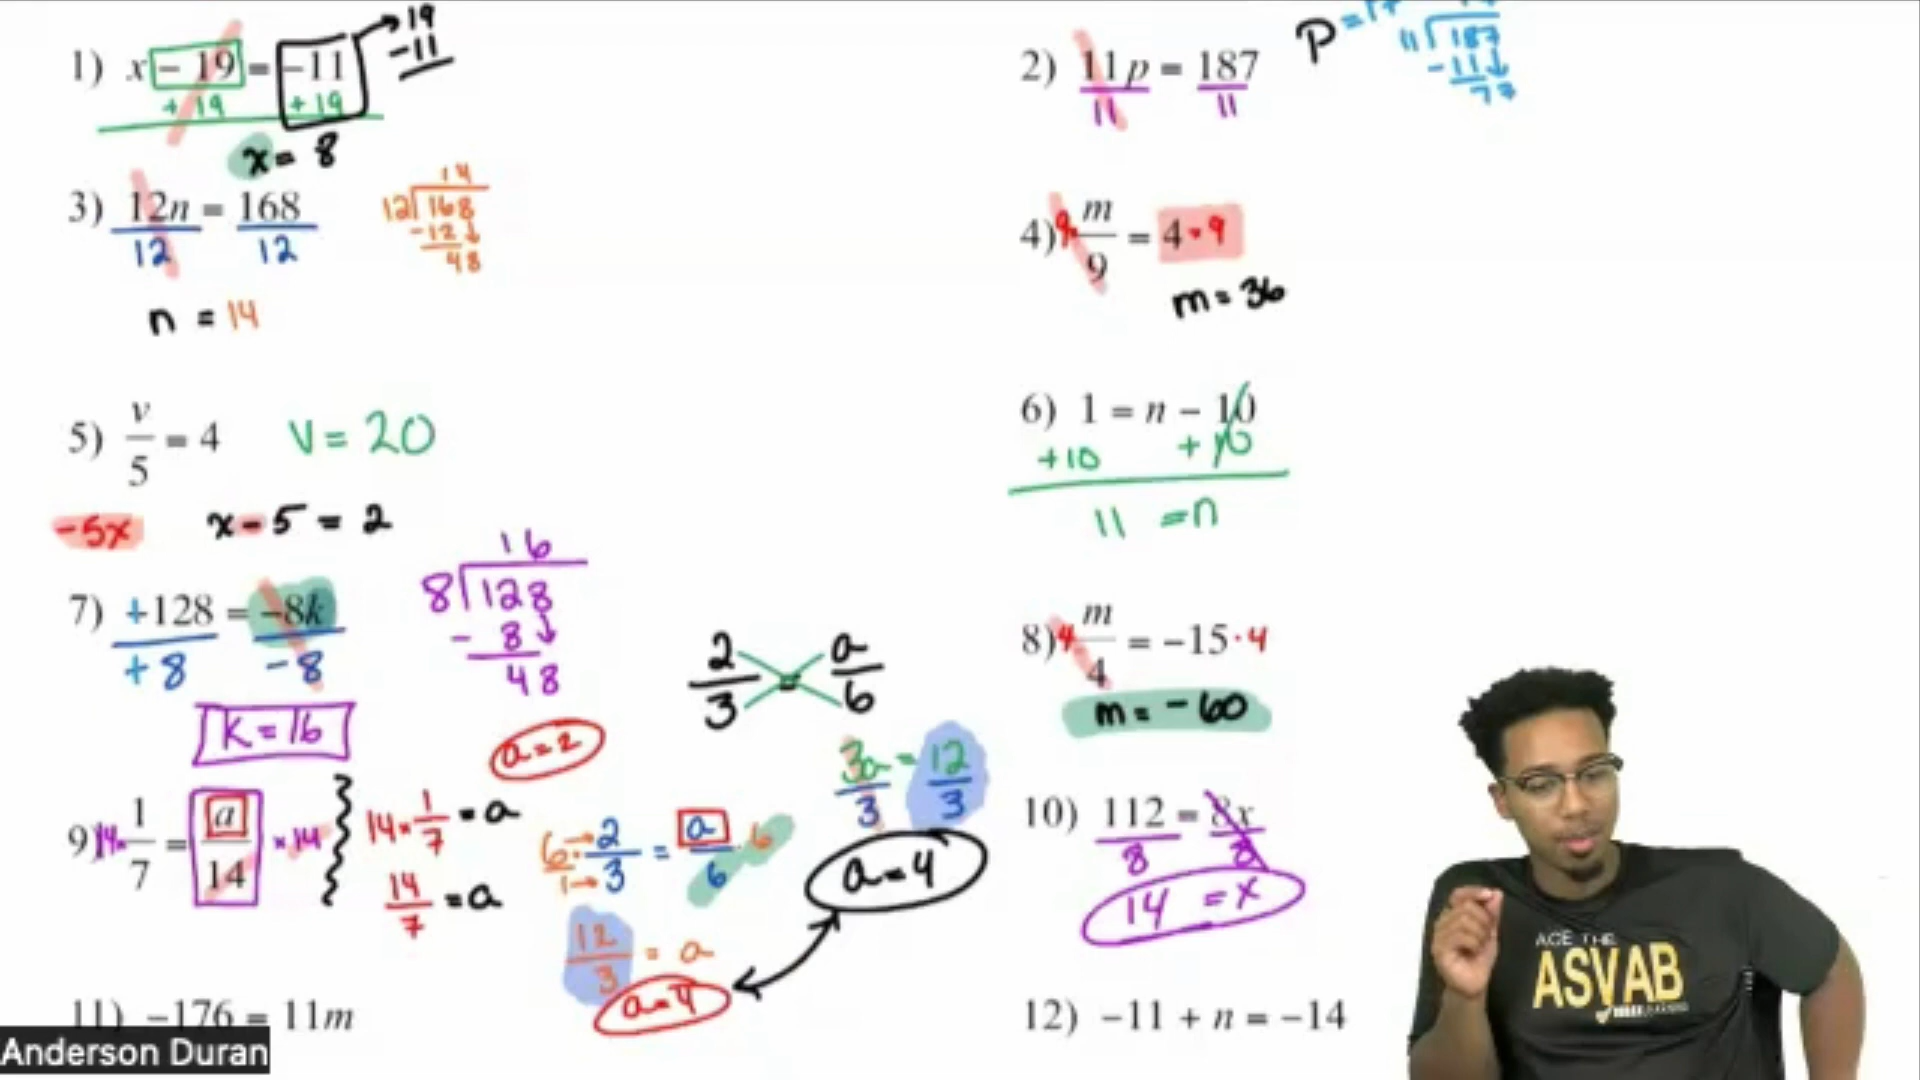 1) x - 19 = -11
+ 19 + 19
19
-11
x = 8
2) 11p = 187
11 11
P =
11 187
-11
77
3) 12n = 168
12 12
14
12 168
-12
48
n = 14
4) 9· m/9 = 4 · 9
m = 36
5) v/5 = 4
V = 20
-5x
x - 5 = 2
6) 1 = n - 10
+10 + 10
11 = n
7) +128 = -8k
+8 -8
16
8 128
- 8
48
K = 16
8) 4 m/4 = -15 · 4
m = - 60
2/3 = a/6
3a/3 = 12/3
a = 4
a = 2
9) 14· 1/7 = a/14 × 14
14 · 1/7 = a
14/7 = a
6/1 · 2/3 = a/6 · 6
12/3 = a
a = 4
10) 112 = 8x
8 8
14 = x
11) -176 = 11m
12) -11 + n = -14
ACE THE
ASVAB
Anderson Duran